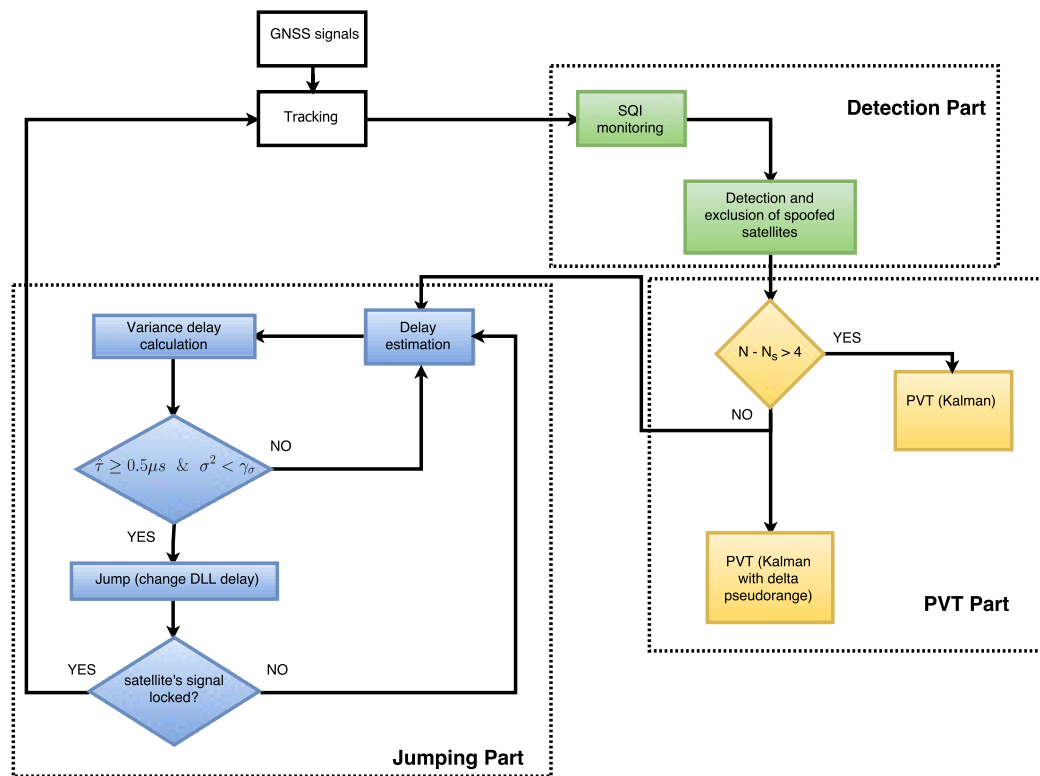 GNSS signals
Tracking
SQI
monitoring
Detection Part
Detection and
exclusion of spoofed
satellites
Variance delay
calculation
Delay
estimation
N - Nₛ > 4
YES
PVT (Kalman)
NO
τ̂ ≥ 0.5μs & σ² < γ_σ
NO
YES
Jump (change DLL delay)
PVT (Kalman
with delta
pseudorange)
PVT Part
YES
satellite's signal
locked?
NO
Jumping Part